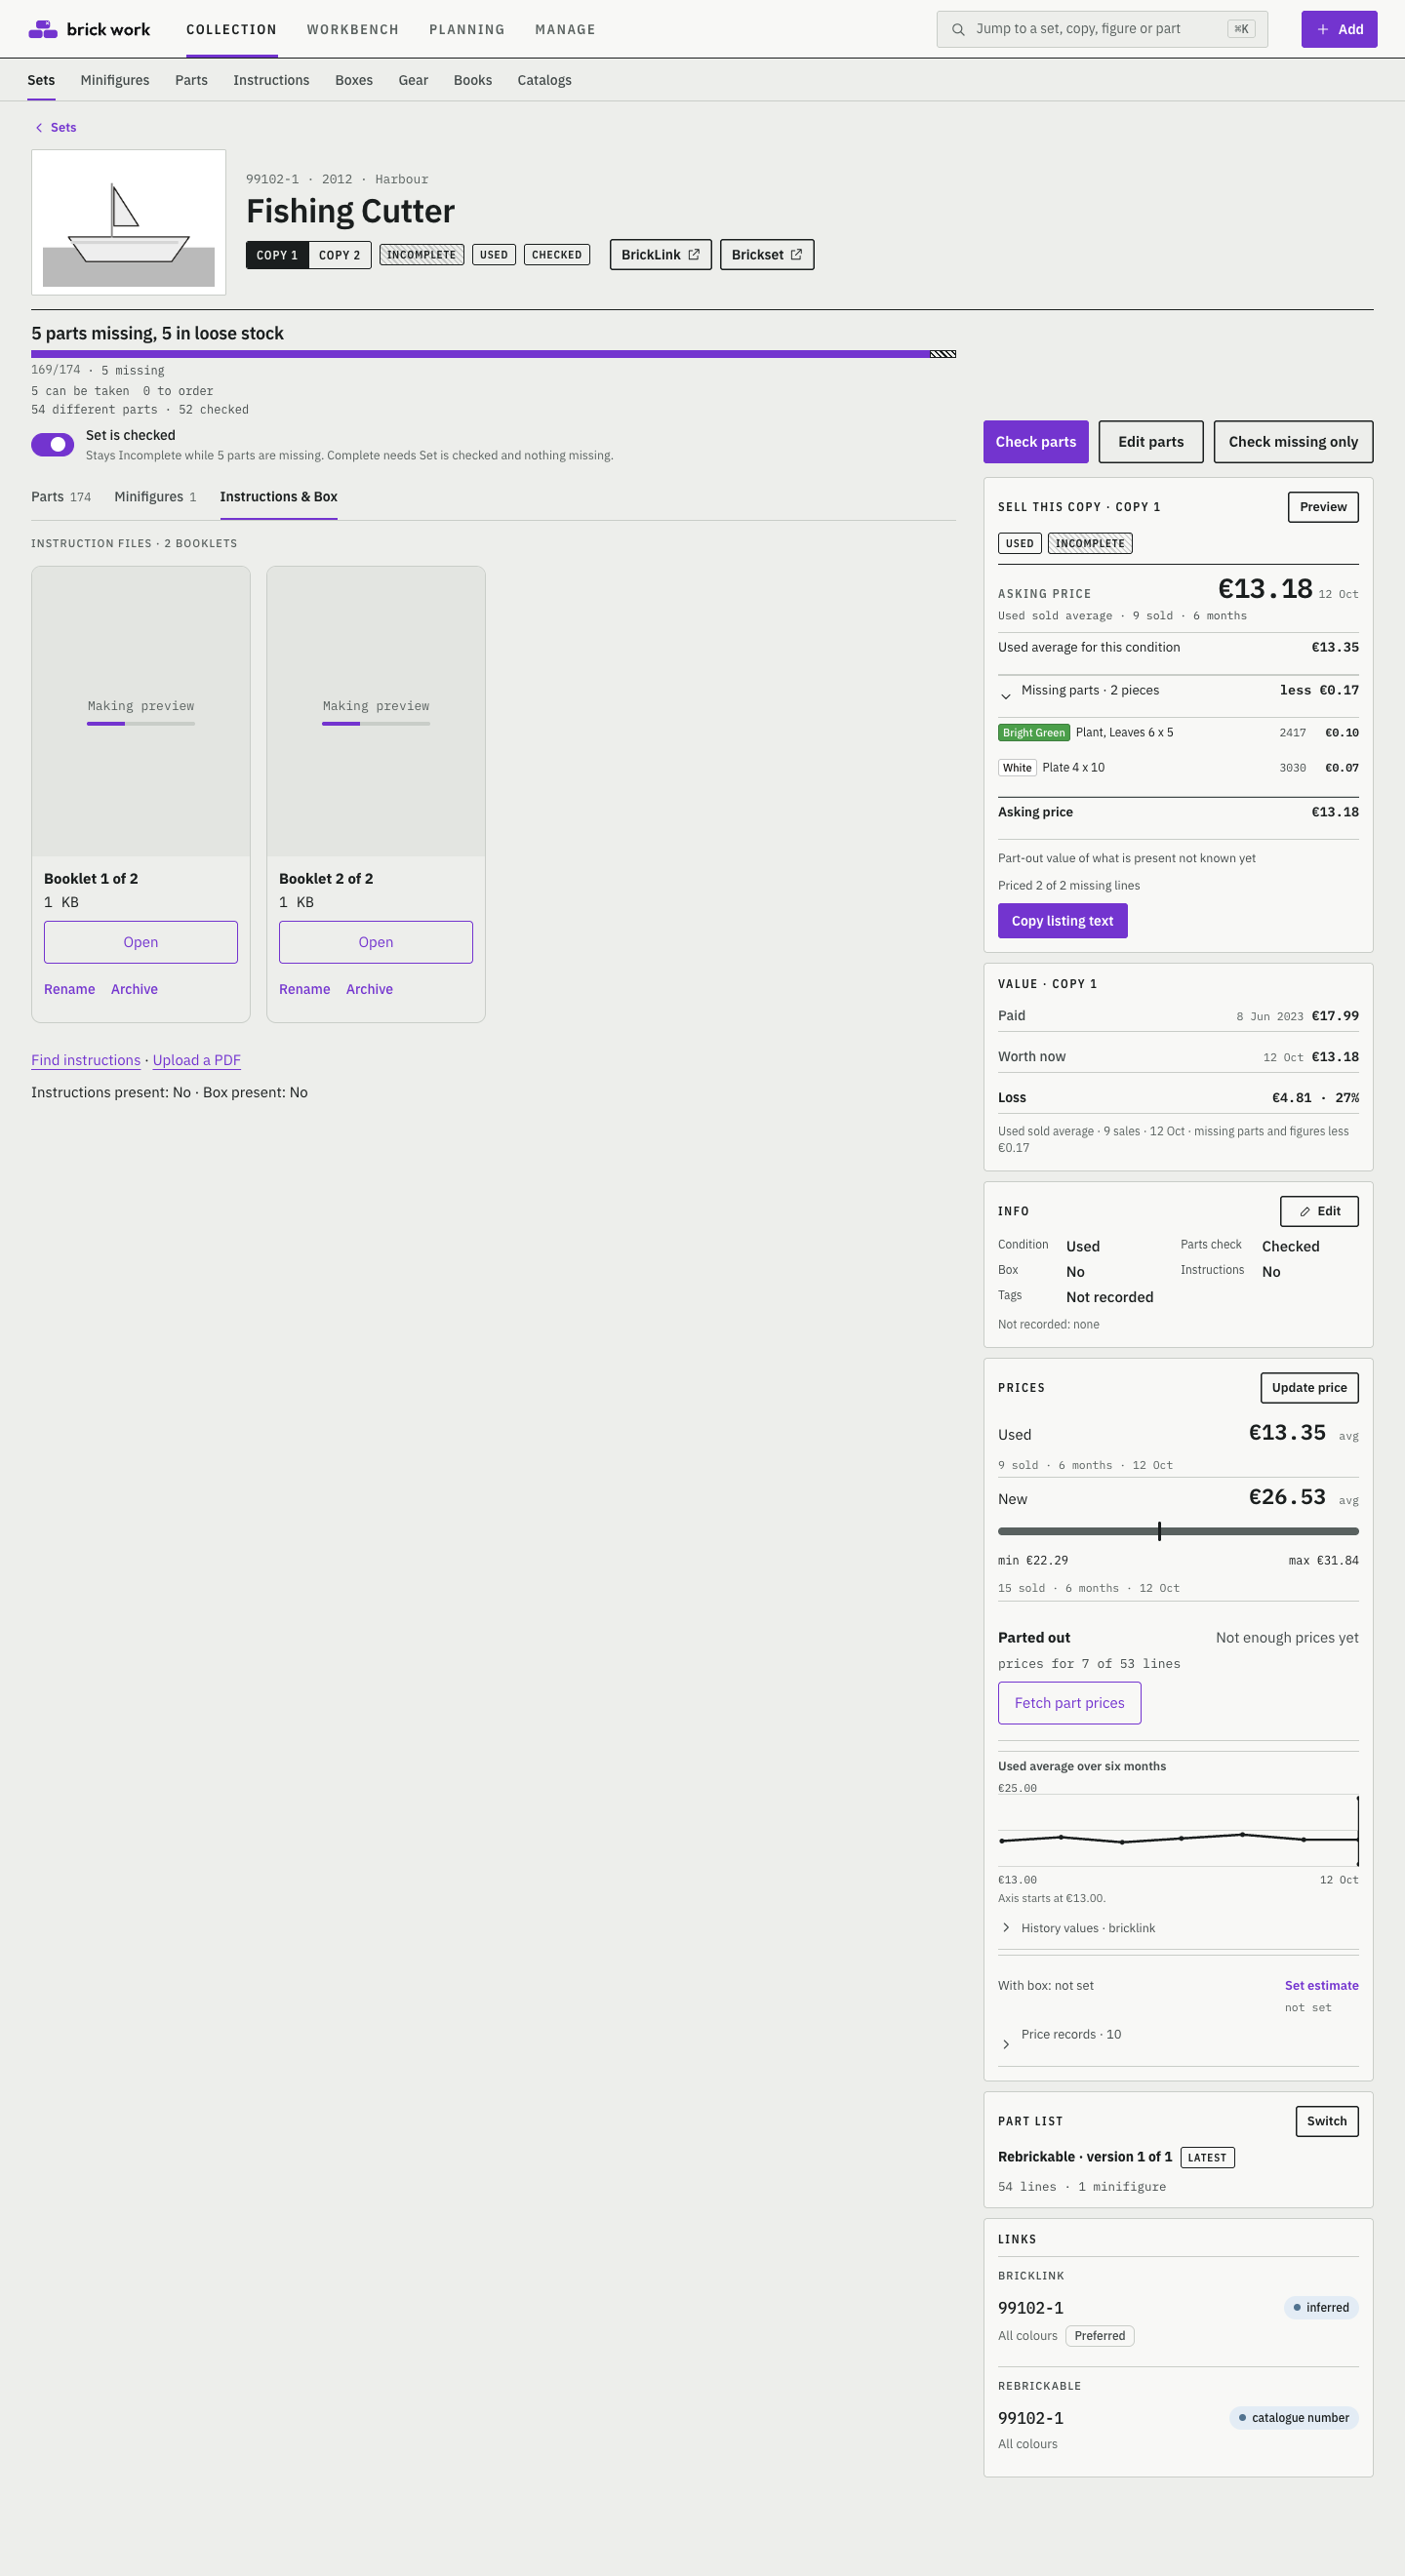 brick work
COLLECTION WORKBENCH PLANNING MANAGE
Jump to a set, copy, figure or part ⌘K
+ Add
Sets Minifigures Parts Instructions Boxes Gear Books Catalogs
Sets
99102-1 · 2012 · Harbour
Fishing Cutter
COPY 1 COPY 2 INCOMPLETE USED CHECKED BrickLink Brickset
5 parts missing, 5 in loose stock
169/174 · 5 missing
5 can be taken 0 to order
54 different parts · 52 checked
Set is checked
Stays Incomplete while 5 parts are missing. Complete needs Set is checked and nothing missing.
Parts 174 Minifigures 1 Instructions & Box
INSTRUCTION FILES · 2 BOOKLETS
Making preview Making preview
Booklet 1 of 2 Booklet 2 of 2
1 KB 1 KB
Open Open
Rename Archive Rename Archive
Find instructions · Upload a PDF
Instructions present: No · Box present: No
Check parts Edit parts Check missing only
SELL THIS COPY · COPY 1 Preview
USED INCOMPLETE
ASKING PRICE €13.18 12 Oct
Used sold average · 9 sold · 6 months
Used average for this condition €13.35
Missing parts · 2 pieces less €0.17
Bright Green Plant, Leaves 6 x 5 2417 €0.10
White Plate 4 x 10 3030 €0.07
Asking price €13.18
Part-out value of what is present not known yet
Priced 2 of 2 missing lines
Copy listing text
VALUE · COPY 1
Paid 8 Jun 2023 €17.99
Worth now 12 Oct €13.18
Loss €4.81 · 27%
Used sold average · 9 sales · 12 Oct · missing parts and figures less
€0.17
INFO Edit
Condition Used Parts check Checked
Box No Instructions No
Tags Not recorded
Not recorded: none
PRICES Update price
Used €13.35 avg
9 sold · 6 months · 12 Oct
New €26.53 avg
min €22.29 max €31.84
15 sold · 6 months · 12 Oct
Parted out Not enough prices yet
prices for 7 of 53 lines
Fetch part prices
Used average over six months
€25.00
€13.00 12 Oct
Axis starts at €13.00.
History values · bricklink
With box: not set Set estimate
not set
Price records · 10
PART LIST Switch
Rebrickable · version 1 of 1 LATEST
54 lines · 1 minifigure
LINKS
BRICKLINK
99102-1 inferred
All colours Preferred
REBRICKABLE
99102-1 catalogue number
All colours